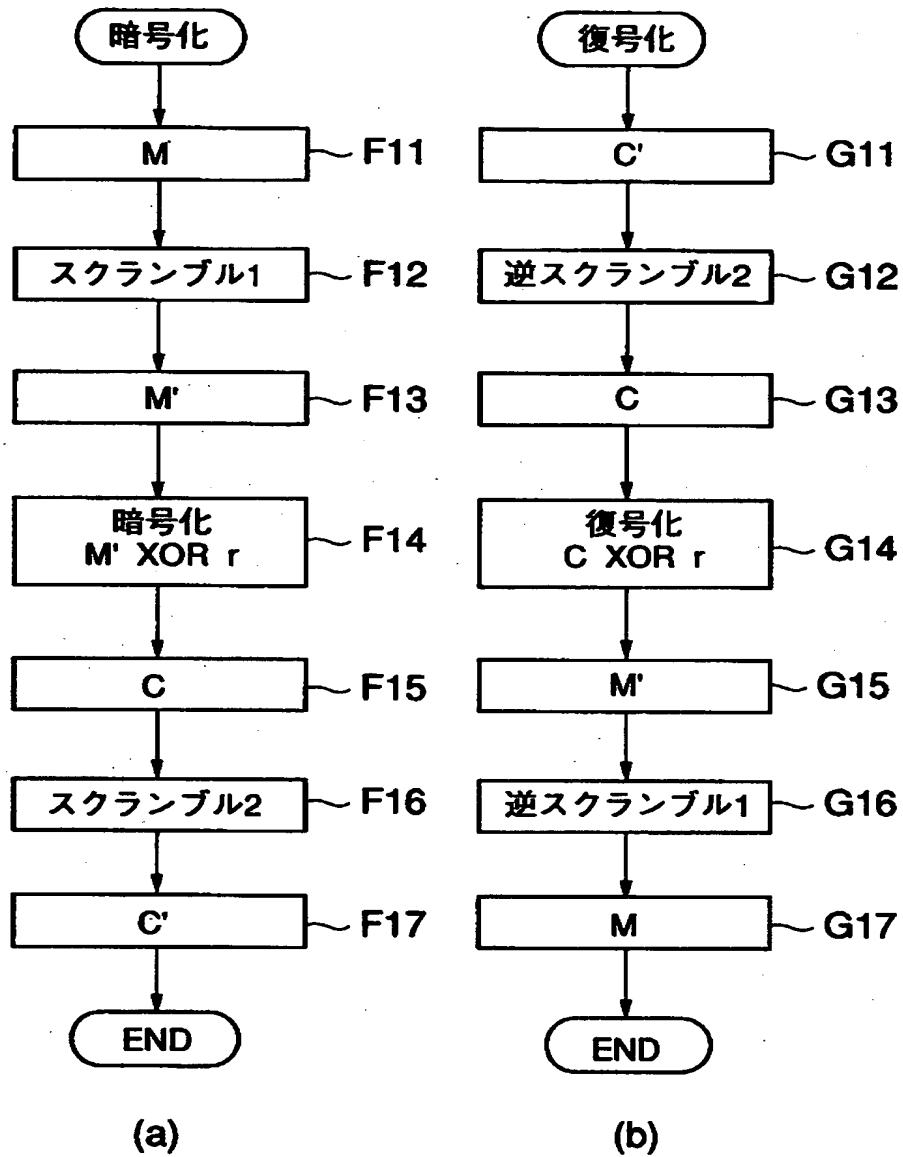 暗号化
M
F11
スクランブル1
F12
M'
F13
暗号化
M' XOR r
F14
C
F15
スクランブル2
F16
C'
F17
END
(a)
復号化
C'
G11
逆スクランブル2
G12
C
G13
復号化
C XOR r
G14
M'
G15
逆スクランブル1
G16
M
G17
END
(b)